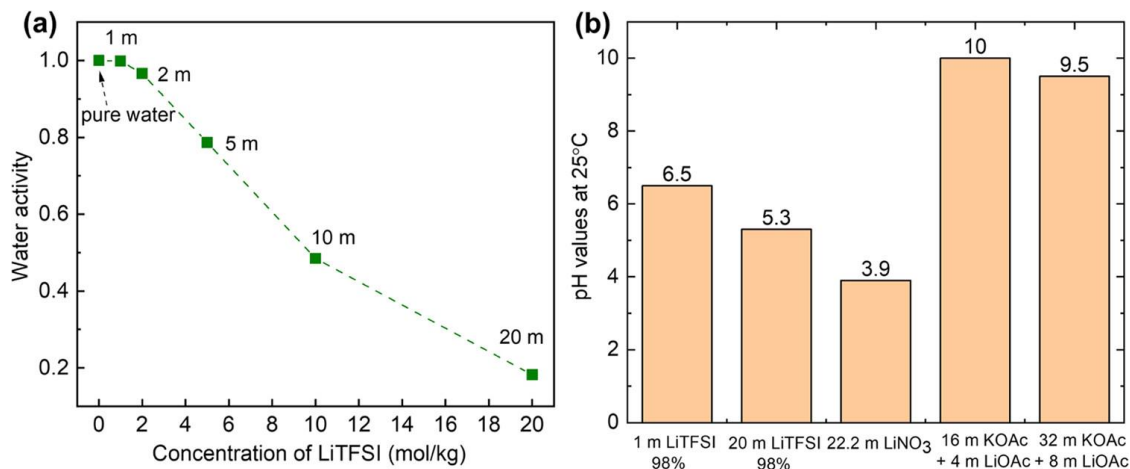 (a)
Water activity
1.0
0.8
0.6
0.4
0.2
1 m
2 m
pure water
5 m
10 m
20 m
0 2 4 6 8 10 12 14 16 18 20
Concentration of LiTFSI (mol/kg)
(b)
pH values at 25°C
10
8
6
4
2
0
6.5
5.3
3.9
10
9.5
1 m LiTFSI
98%
20 m LiTFSI
98%
22.2 m LiNO₃
16 m KOAc
+ 4 m LiOAc
32 m KOAc
+ 8 m LiOAc